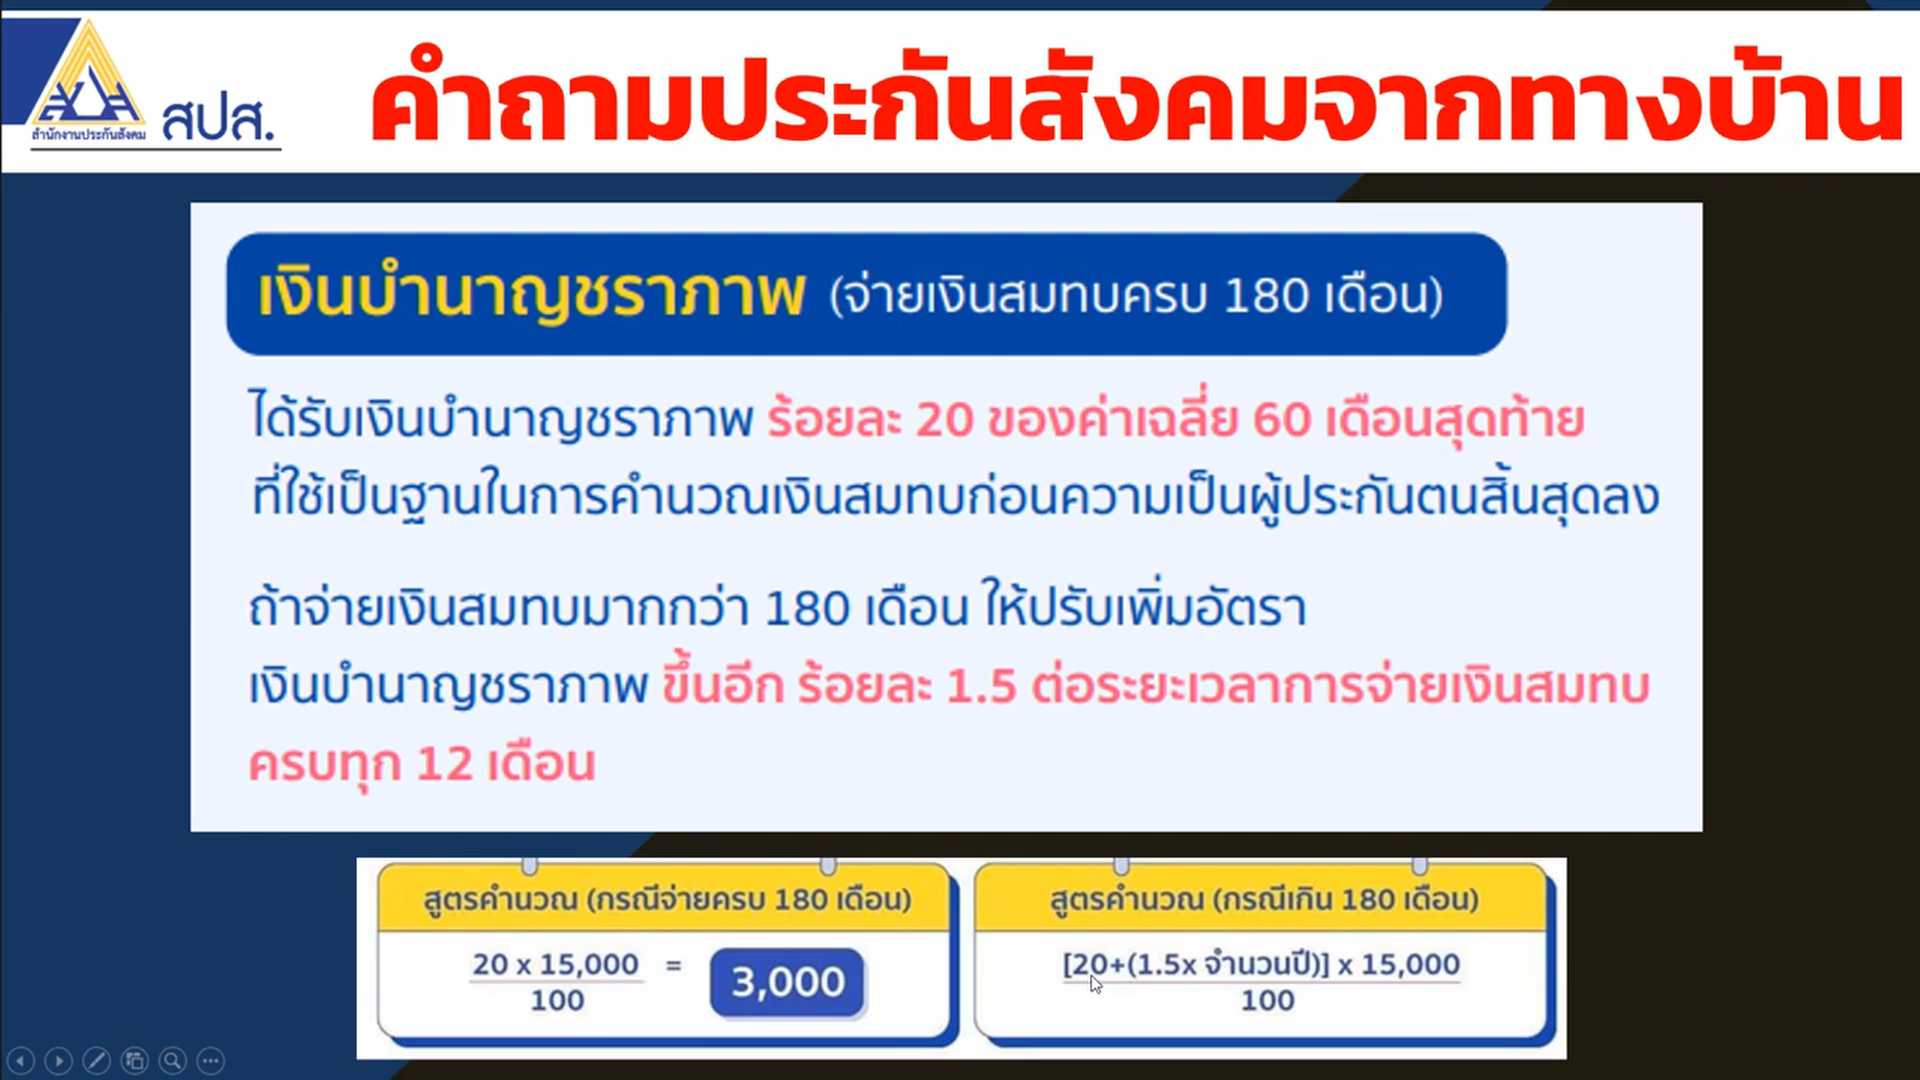 สำนักงานประกันสังคม
สปส.
คำถามประกันสังคมจากทางบ้าน
เงินบำนาญชราภาพ (จ่ายเงินสมทบครบ 180 เดือน)
ได้รับเงินบำนาญชราภาพ ร้อยละ 20 ของค่าเฉลี่ย 60 เดือนสุดท้าย
ที่ใช้เป็นฐานในการคำนวณเงินสมทบก่อนความเป็นผู้ประกันตนสิ้นสุดลง
ถ้าจ่ายเงินสมทบมากกว่า 180 เดือน ให้ปรับเพิ่มอัตรา
เงินบำนาญชราภาพ ขึ้นอีก ร้อยละ 1.5 ต่อระยะเวลาการจ่ายเงินสมทบ
ครบทุก 12 เดือน
สูตรคำนวณ (กรณีจ่ายครบ 180 เดือน)
20 x 15,000
100
= 3,000
สูตรคำนวณ (กรณีเกิน 180 เดือน)
[20+(1.5x จำนวนปี)] x 15,000
100